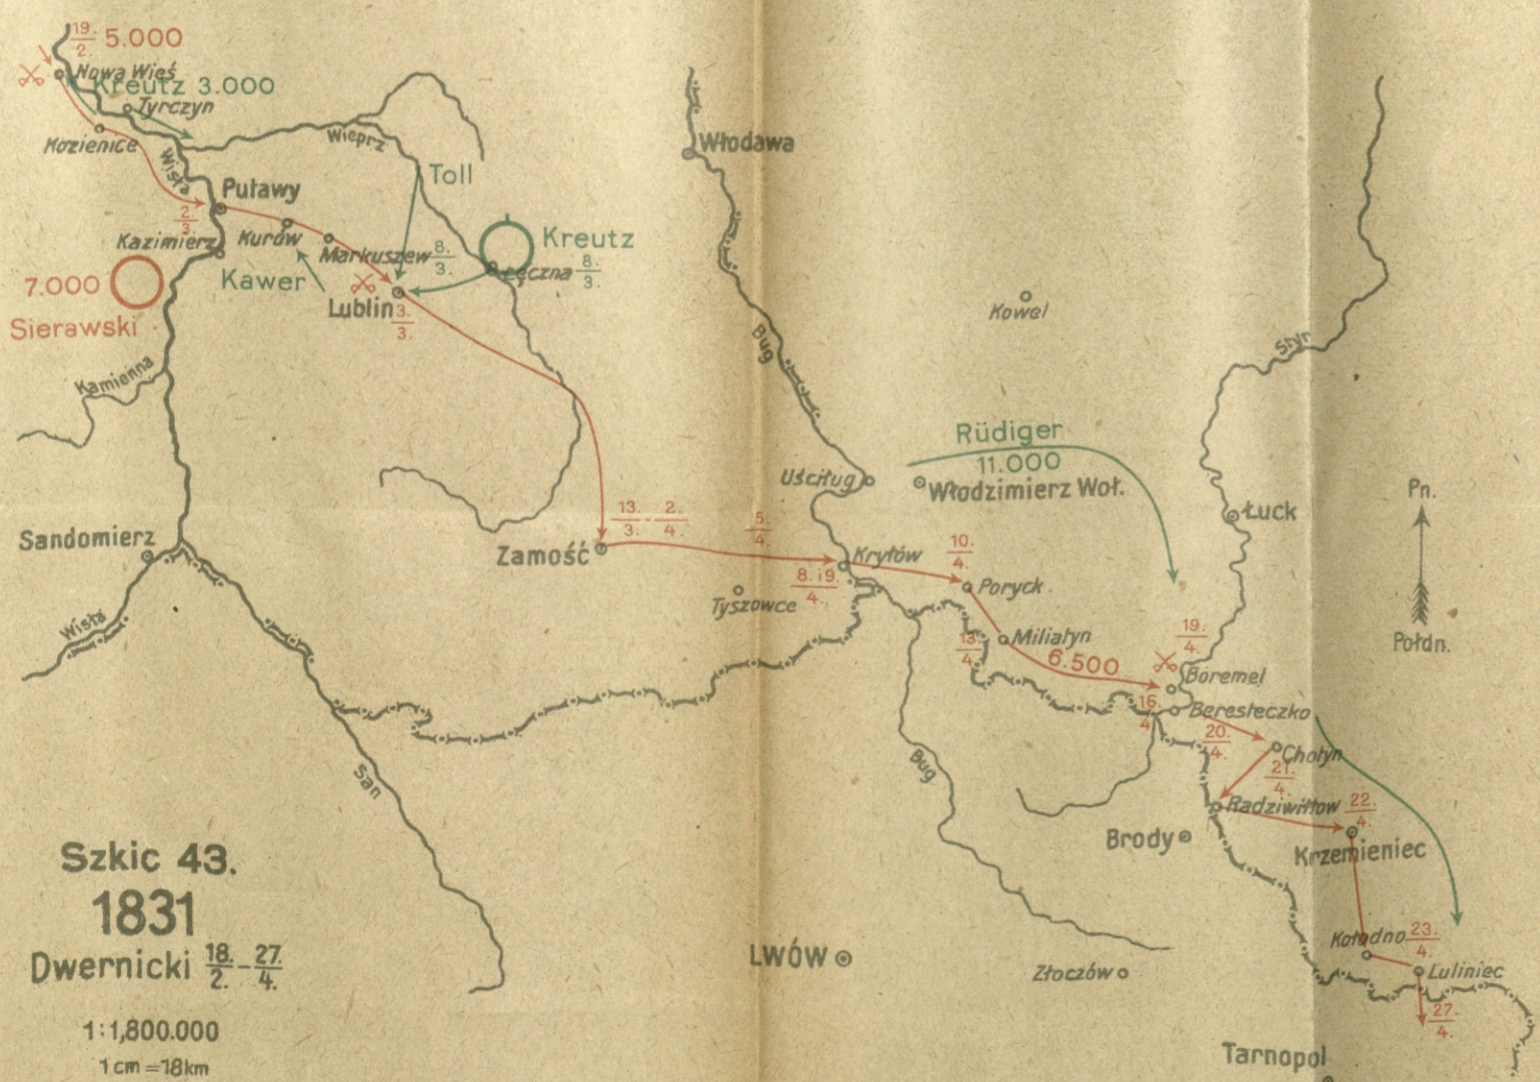 19./2. 5.000
Nowa Wieś
Kreutz 3.000
Tyrczyn
Kozienice
Wisła
Wieprz
Włodawa
Toll
Puławy
2./3.
Kurów
Kazimierz
Markuszew 8./3.
Kreutz
Łęczna 8./3.
7.000
Kawer
Sierawski
Lublin 3./3.
Kowel
Bug
Styr
Kamienna
Rüdiger
11.000
Uściług
Włodzimierz Woł.
Pn.
Łuck
13./3. - 2./4.
5./4.
Sandomierz
Zamość
Kryłów
10./4.
8. i 9./4.
Poryck
Tyszowce
Wisła
13./4.
Miliatyn
19./4.
Połdn.
6.500
Boremel
16./4.
Beresteczko
20./4.
Chołyn
21./4.
Bug
San
Radziwiłłow 22./4.
Brody
Krzemieniec
Szkic 43.
1831
Dwernicki 18./2. - 27./4.
Kołodno 23./4.
LWÓW
Złoczów
Luliniec
27./4.
1:1,800.000
1 cm = 18 km
Tarnopol